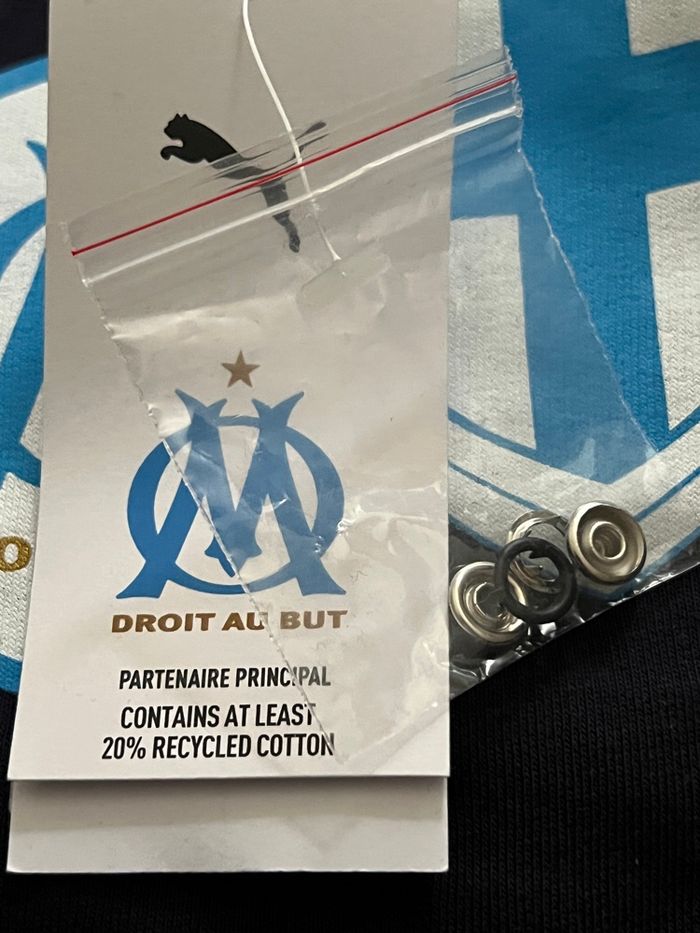 DROIT AU BUT
PARTENAIRE PRINCIPAL
CONTAINS AT LEAST
20% RECYCLED COTTON